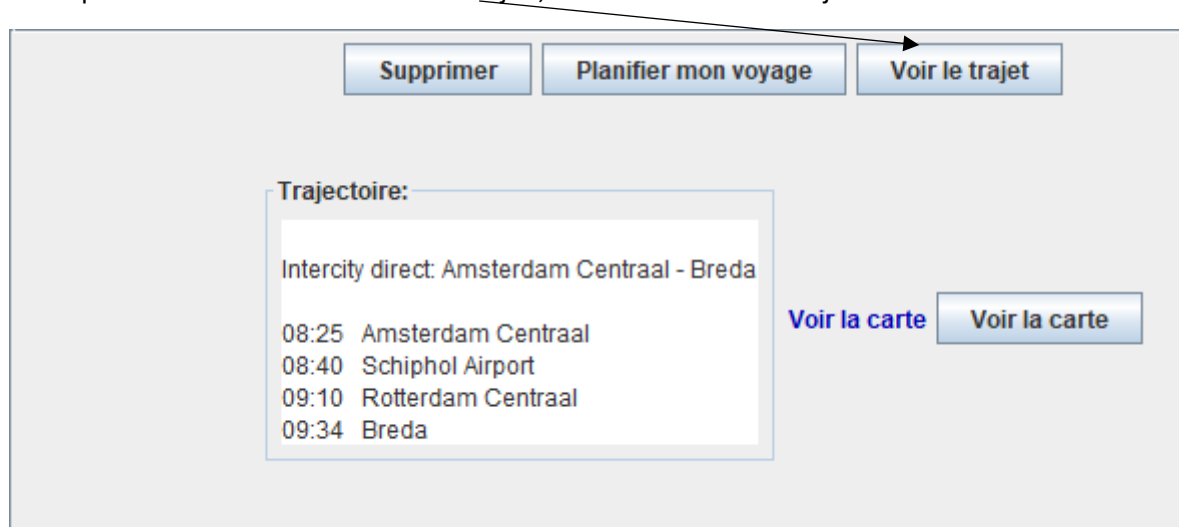 Supprimer Planifier mon voyage Voir le trajet
Trajectoire:
Intercity direct: Amsterdam Centraal - Breda
08:25 Amsterdam Centraal
08:40 Schiphol Airport
09:10 Rotterdam Centraal
09:34 Breda
Voir la carte Voir la carte